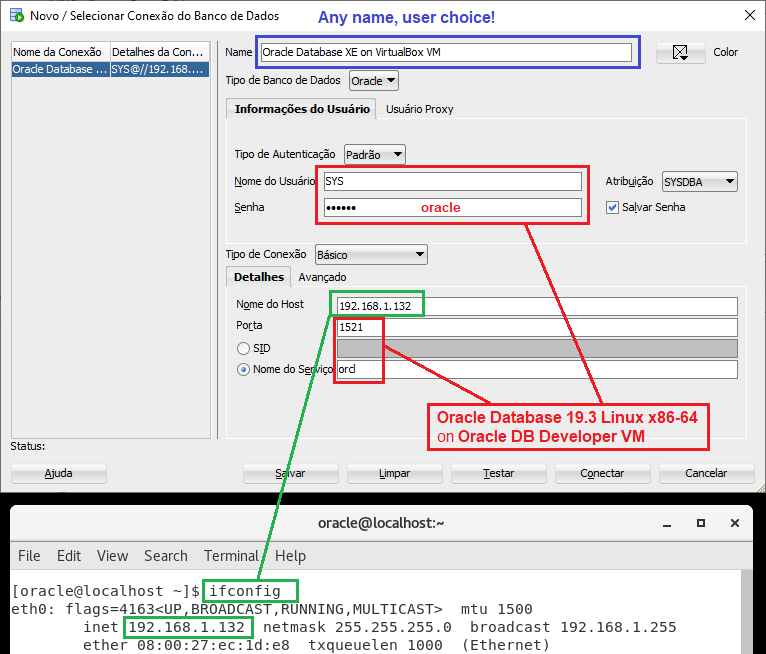 Novo / Selecionar Conexão do Banco de Dados
Any name, user choice!
Nome da Conexão Detalhes da Con...
Oracle Database ... SYS@//192.168....
Name Oracle Database XE on VirtualBox VM Color
Tipo de Banco de Dados Oracle
Informações do Usuário Usuário Proxy
Tipo de Autenticação Padrão
Nome do Usuário SYS Atribuição SYSDBA
Senha •••••• oracle Salvar Senha
Tipo de Conexão Básico
Detalhes Avançado
Nome do Host 192.168.1.132
Porta 1521
SID
Nome do Serviço orcl
Oracle Database 19.3 Linux x86-64
on Oracle DB Developer VM
Status:
Ajuda Salvar Limpar Testar Conectar Cancelar
oracle@localhost:~
File Edit View Search Terminal Help
[oracle@localhost ~]$ ifconfig
eth0: flags=4163<UP,BROADCAST,RUNNING,MULTICAST> mtu 1500
inet 192.168.1.132 netmask 255.255.255.0 broadcast 192.168.1.255
ether 08:00:27:ec:1d:e8 txqueuelen 1000 (Ethernet)